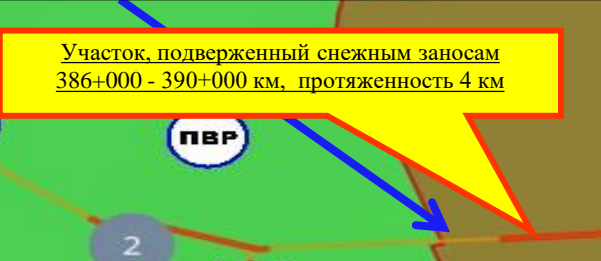 Участок, подверженный снежным заносам
386+000 - 390+000 км,  протяженность 4 км
ПВР
2